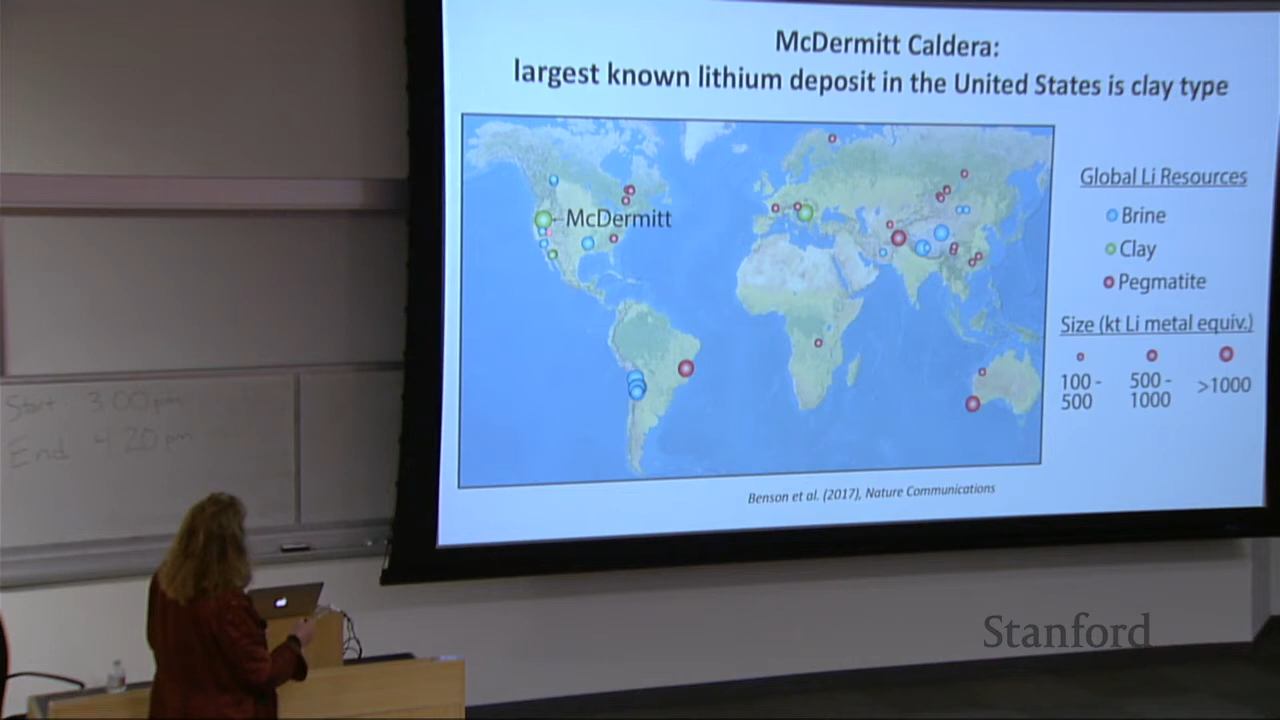 McDermitt Caldera:
largest known lithium deposit in the United States is clay type
McDermitt
Global Li Resources
Brine
Clay
Pegmatite
Size (kt Li metal equiv.)
100 -
500
500 -
1000
>1000
Benson et al. (2017), Nature Communications
Start 3:00pm
End 4:20pm
Stanford